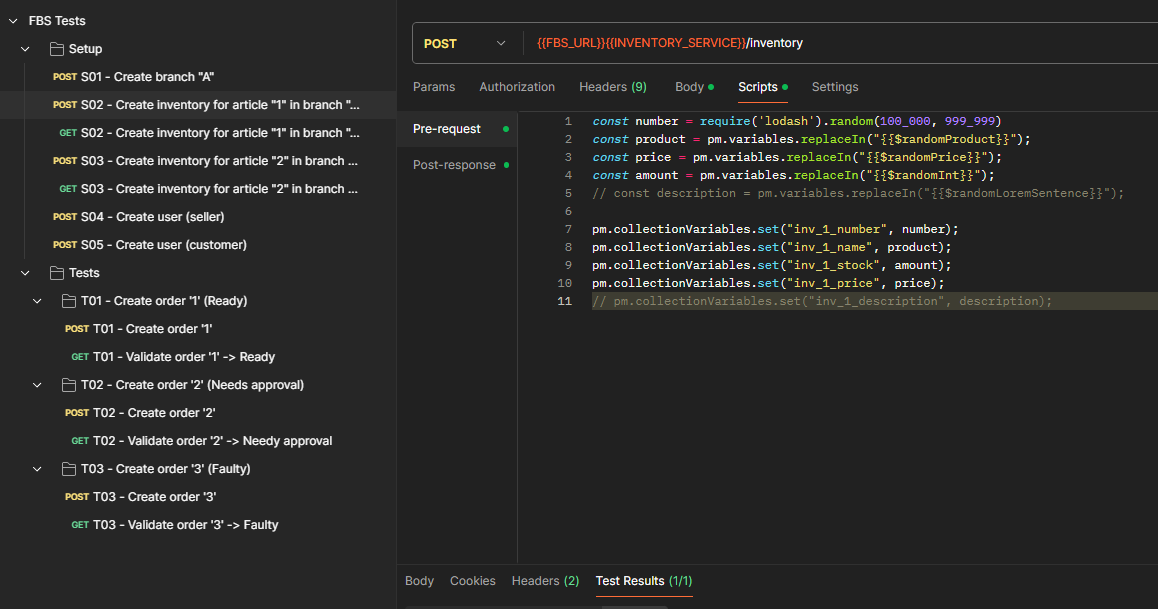 FBS Tests
Setup
POST S01 - Create branch "A"
POST S02 - Create inventory for article "1" in branch "...
GET S02 - Create inventory for article "1" in branch "...
POST S03 - Create inventory for article "2" in branch ...
GET S03 - Create inventory for article "2" in branch ...
POST S04 - Create user (seller)
POST S05 - Create user (customer)
Tests
T01 - Create order '1' (Ready)
POST T01 - Create order '1'
GET T01 - Validate order '1' -> Ready
T02 - Create order '2' (Needs approval)
POST T02 - Create order '2'
GET T02 - Validate order '2' -> Needy approval
T03 - Create order '3' (Faulty)
POST T03 - Create order '3'
GET T03 - Validate order '3' -> Faulty
POST {{FBS_URL}}{{INVENTORY_SERVICE}}/inventory
Params Authorization Headers (9) Body Scripts Settings
Pre-request
Post-response
1 const number = require('lodash').random(100_000, 999_999)
2 const product = pm.variables.replaceIn("{{$randomProduct}}");
3 const price = pm.variables.replaceIn("{{$randomPrice}}");
4 const amount = pm.variables.replaceIn("{{$randomInt}}");
5 // const description = pm.variables.replaceIn("{{$randomLoremSentence}}");
6
7 pm.collectionVariables.set("inv_1_number", number);
8 pm.collectionVariables.set("inv_1_name", product);
9 pm.collectionVariables.set("inv_1_stock", amount);
10 pm.collectionVariables.set("inv_1_price", price);
11 // pm.collectionVariables.set("inv_1_description", description);
Body Cookies Headers (2) Test Results (1/1)